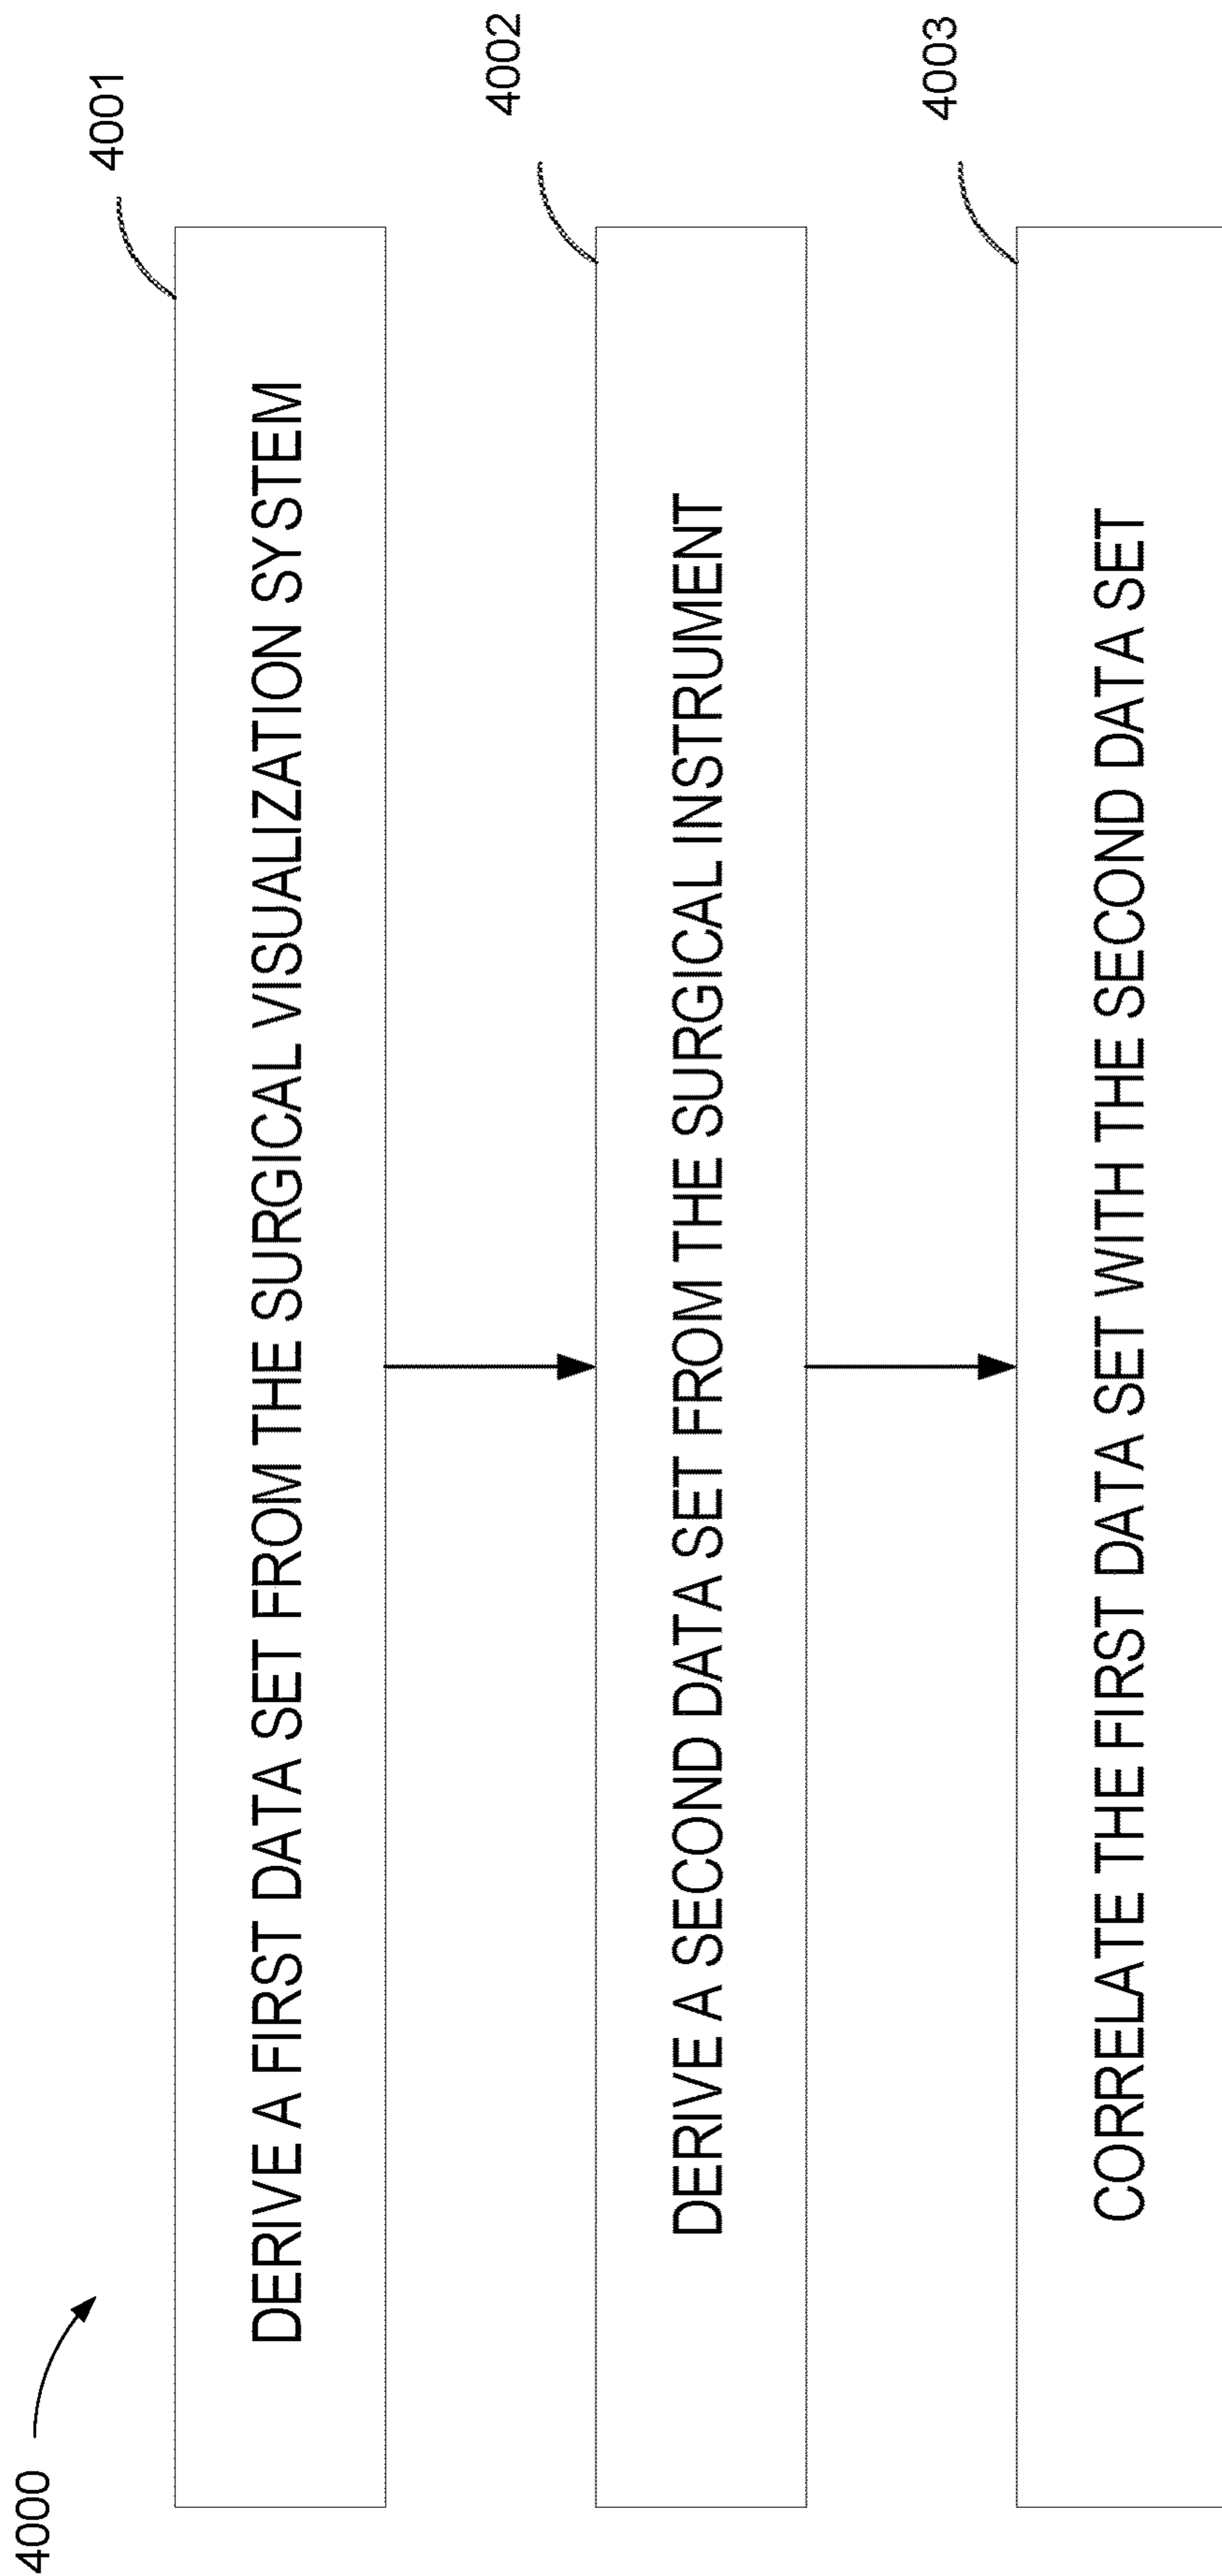 4000
4001
DERIVE A FIRST DATA SET FROM THE SURGICAL VISUALIZATION SYSTEM
4002
DERIVE A SECOND DATA SET FROM THE SURGICAL INSTRUMENT
4003
CORRELATE THE FIRST DATA SET WITH THE SECOND DATA SET